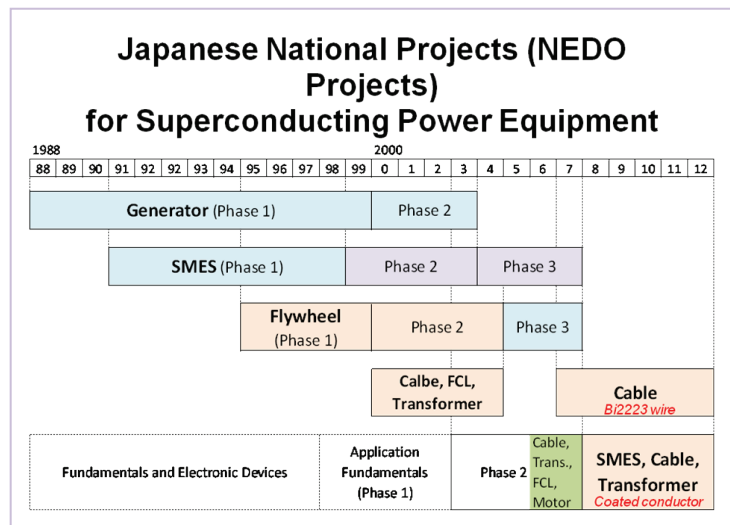 Japanese National Projects (NEDO
Projects)
for Superconducting Power Equipment
1988 2000
88 89 90 91 92 92 93 94 95 96 97 98 99 0 1 2 3 4 5 6 7 8 9 10 11 12
Generator (Phase 1) Phase 2
SMES (Phase 1) Phase 2 Phase 3
Flywheel
(Phase 1)
Phase 2
Phase 3
Calbe, FCL,
Transformer
Cable
Bi2223 wire
Fundamentals and Electronic Devices
Application
Fundamentals
(Phase 1)
Phase 2
Cable,
Trans.,
FCL,
Motor
SMES, Cable,
Transformer
Coated conductor